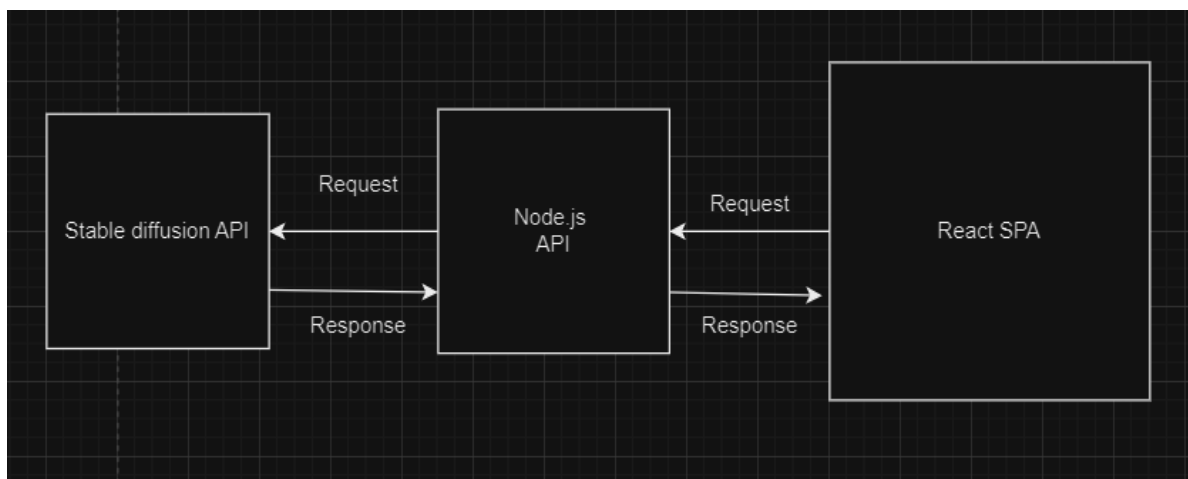 Stable diffusion API
Request
Response
Node.js
API
Request
Response
React SPA